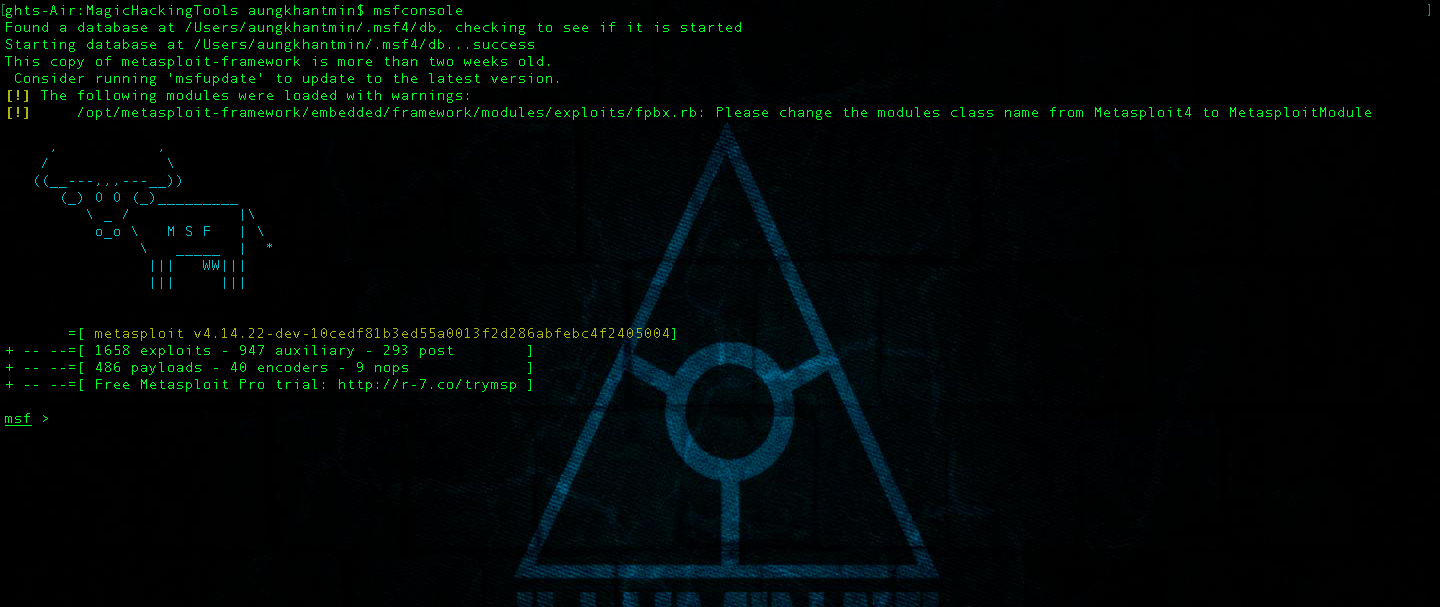 [ghts-Air:MagicHackingTools aungkhantmin$ msfconsole ]
Found a database at /Users/aungkhantmin/.msf4/db, checking to see if it is started
Starting database at /Users/aungkhantmin/.msf4/db...success
This copy of metasploit-framework is more than two weeks old.
 Consider running 'msfupdate' to update to the latest version.
[!] The following modules were loaded with warnings:
[!]     /opt/metasploit-framework/embedded/framework/modules/exploits/fpbx.rb: Please change the modules class name from Metasploit4 to MetasploitModule
M S F
=[ metasploit v4.14.22-dev-10cedf81b3ed55a0013f2d286abfebc4f2405004]
+ -- --=[ 1658 exploits - 947 auxiliary - 293 post ]
+ -- --=[ 486 payloads - 40 encoders - 9 nops ]
+ -- --=[ Free Metasploit Pro trial: http://r-7.co/trymsp ]
msf >